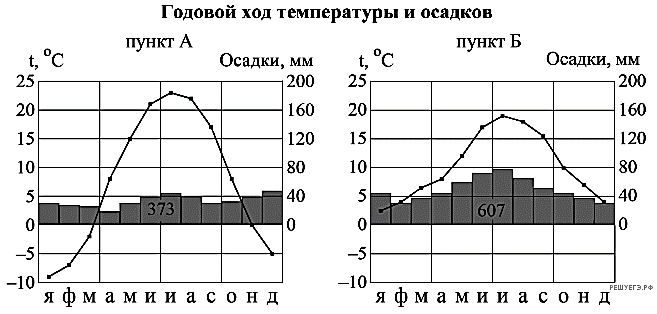 Годовой ход температуры и осадков
пункт А
t, °C Осадки, мм
25 200
20 160
15 120
10 80
5 40
0 0
−5
−10
373
я ф м а м и и а с о н д
пункт Б
t, °C Осадки, мм
25 200
20 160
15 120
10 80
5 40
0 0
−5
−10
607
я ф м а м и и а с о н д
РЕШУЕГЭ.РФ